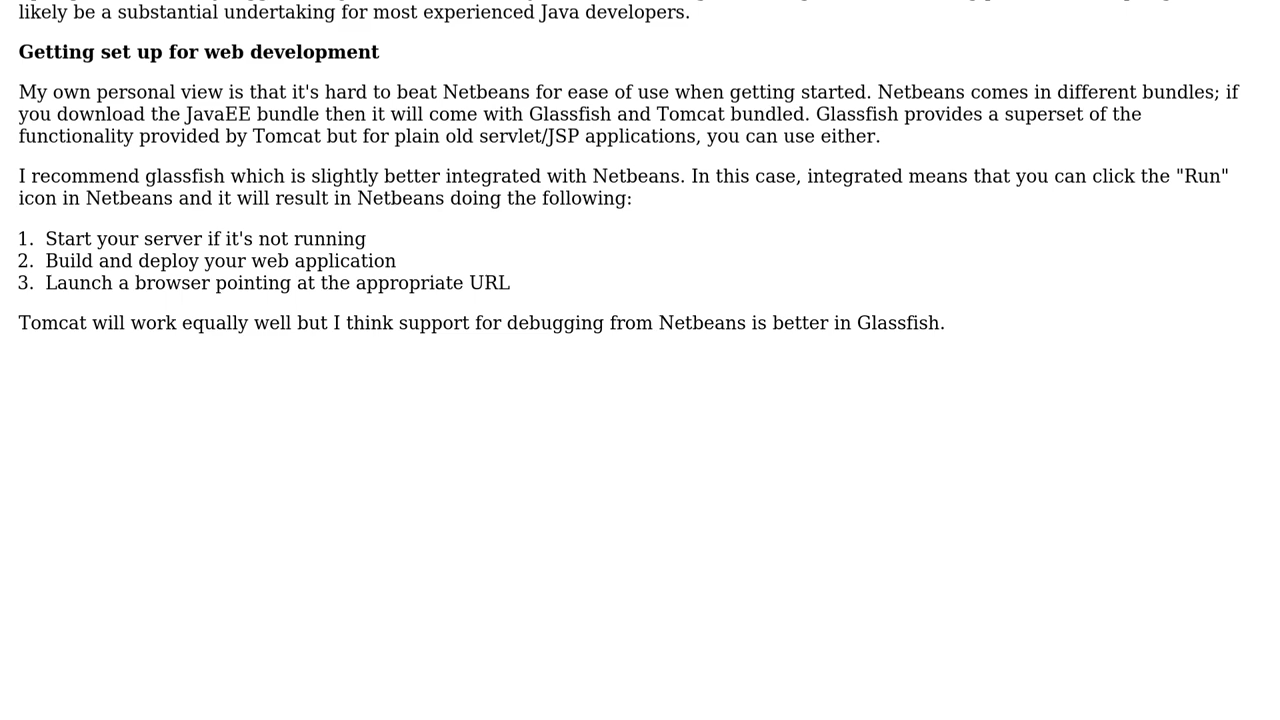 likely be a substantial undertaking for most experienced Java developers.
Getting set up for web development
My own personal view is that it's hard to beat Netbeans for ease of use when getting started. Netbeans comes in different bundles; if
you download the JavaEE bundle then it will come with Glassfish and Tomcat bundled. Glassfish provides a superset of the
functionality provided by Tomcat but for plain old servlet/JSP applications, you can use either.
I recommend glassfish which is slightly better integrated with Netbeans. In this case, integrated means that you can click the "Run"
icon in Netbeans and it will result in Netbeans doing the following:
1. Start your server if it's not running
2. Build and deploy your web application
3. Launch a browser pointing at the appropriate URL
Tomcat will work equally well but I think support for debugging from Netbeans is better in Glassfish.